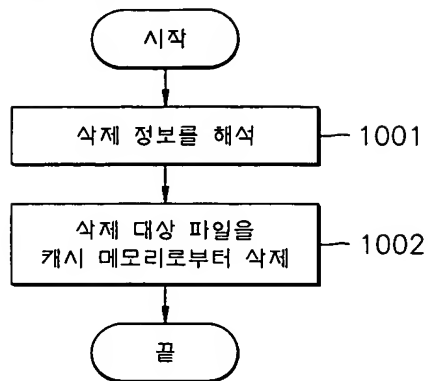 시작
삭제 정보를 해석
1001
삭제 대상 파일을
캐시 메모리로부터 삭제
1002
끝